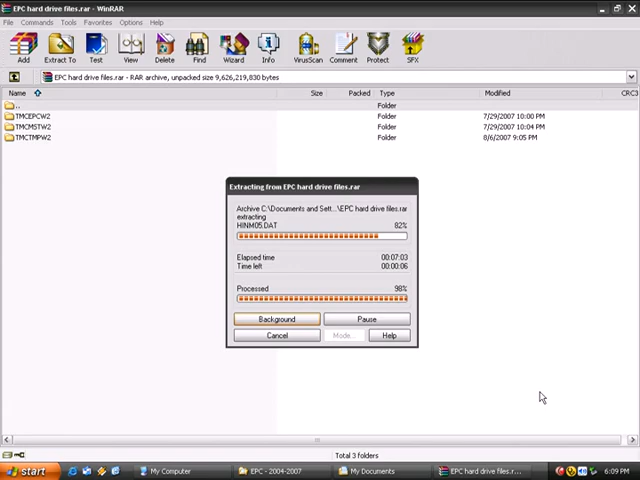 EPC hard drive files.rar - WinRAR
File Commands Tools Favorites Options Help
Add Extract To Test View Delete Find Wizard Info VirusScan Comment Protect SFX
EPC hard drive files.rar - RAR archive, unpacked size 9,626,219,830 bytes
Name Size Packed Type Modified CRC3
.. Folder
TMCEPCW2 Folder 7/29/2007 10:00 PM
TMCMSTW2 Folder 7/29/2007 10:04 PM
TMCTMPW2 Folder 8/6/2007 9:05 PM
Extracting from EPC hard drive files.rar
Archive C:\Documents and Sett...\EPC hard drive files.rar
extracting
HINM05.DAT 82%
Elapsed time 00:07:03
Time left 00:00:06
Processed 98%
Background Pause
Cancel Mode... Help
Total 3 folders
start My Computer EPC - 2004-2007 My Documents EPC hard drive files.r... 6:09 PM